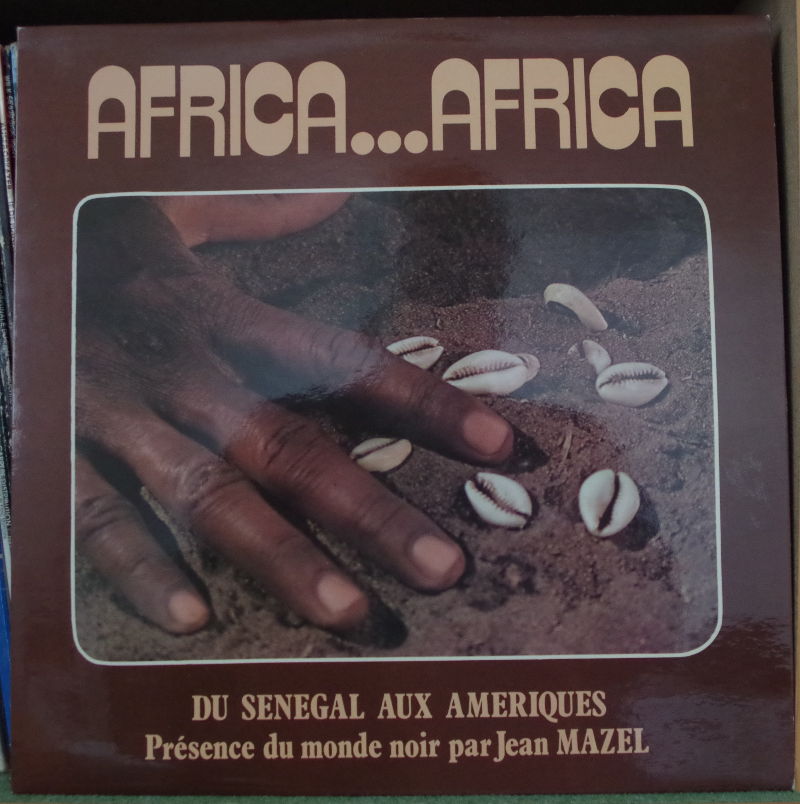 AFRICA...AFRICA
DU SENEGAL AUX AMERIQUES
Présence du monde noir par Jean MAZEL